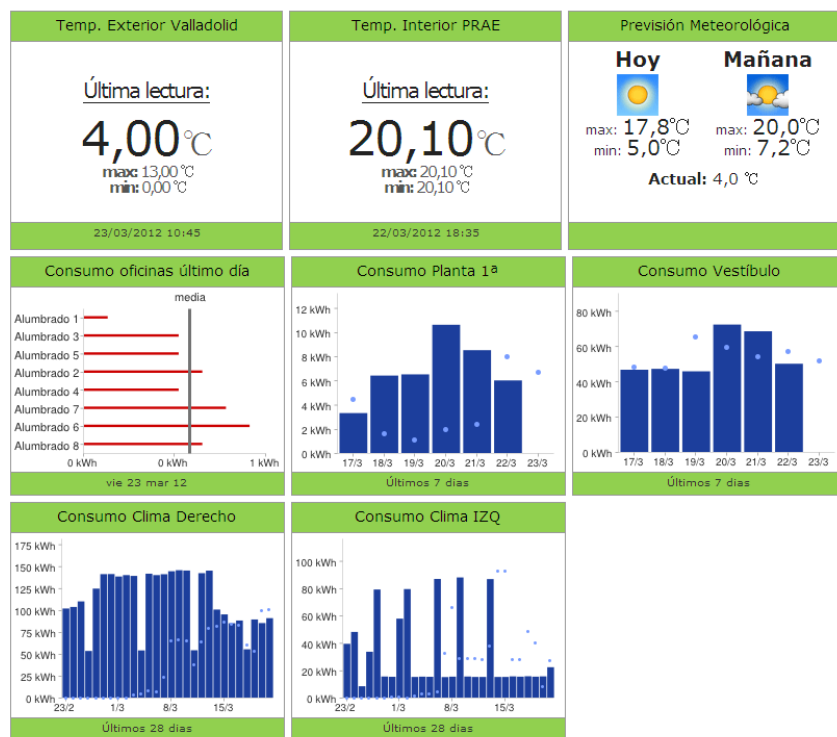 Temp. Exterior Valladolid
Última lectura:
4,00 ℃
max: 13,00 ℃
min: 0,00 ℃
23/03/2012 10:45
Temp. Interior PRAE
Última lectura:
20,10 ℃
max: 20,10 ℃
min: 20,10 ℃
22/03/2012 18:35
Previsión Meteorológica
Hoy Mañana
max: 17,8℃ max: 20,0℃
min: 5,0℃ min: 7,2℃
Actual: 4,0 ℃
Consumo oficinas último día
media
Alumbrado 1
Alumbrado 3
Alumbrado 5
Alumbrado 2
Alumbrado 4
Alumbrado 7
Alumbrado 6
Alumbrado 8
0 kWh 0 kWh 1 kWh
vie 23 mar 12
Consumo Planta 1ª
12 kWh
10 kWh
8 kWh
6 kWh
4 kWh
2 kWh
0 kWh
17/3 18/3 19/3 20/3 21/3 22/3 23/3
Últimos 7 dias
Consumo Vestíbulo
80 kWh
60 kWh
40 kWh
20 kWh
0 kWh
17/3 18/3 19/3 20/3 21/3 22/3 23/3
Últimos 7 dias
Consumo Clima Derecho
175 kWh
150 kWh
125 kWh
100 kWh
75 kWh
50 kWh
25 kWh
0 kWh
23/2 1/3 8/3 15/3
Últimos 28 dias
Consumo Clima IZQ
100 kWh
80 kWh
60 kWh
40 kWh
20 kWh
0 kWh
23/2 1/3 8/3 15/3
Últimos 28 dias